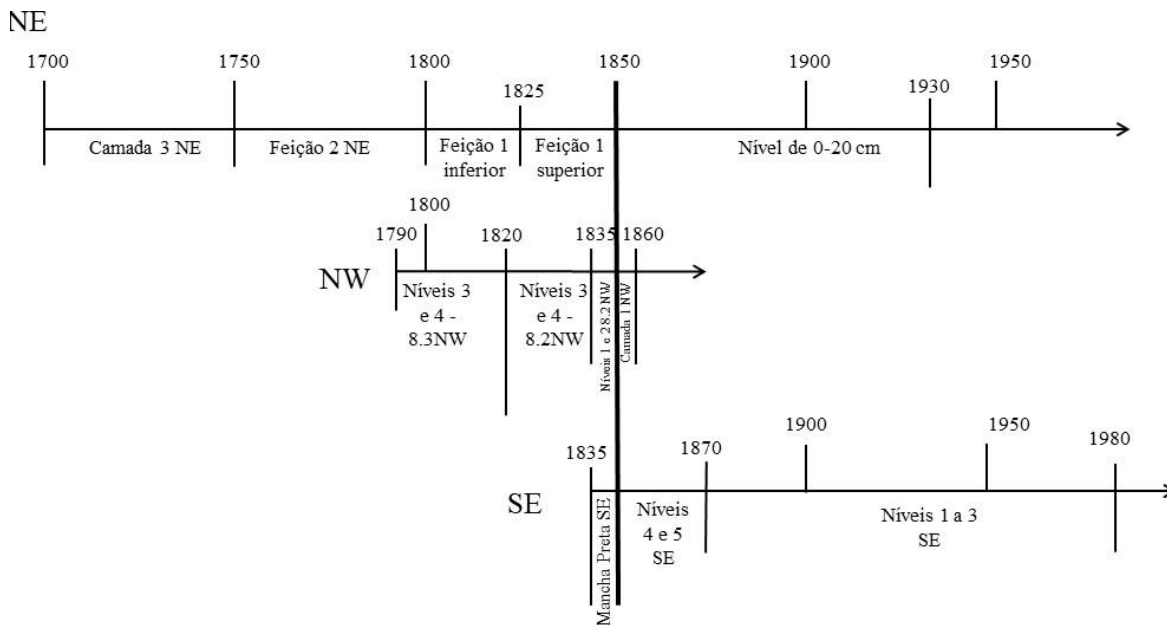 NE
1700 1750 1800 1850 1900 1950
1825 1930
Camada 3 NE Feição 2 NE Feição 1 Feição 1 Nível de 0-20 cm
inferior superior
1800
1790 1820 1835 1860
NW
Níveis 3 Níveis 3
e 4 - e 4 -
8.3NW 8.2NW
Níveis 1 e 2 8.2 NW
Camada 1 NW
1900 1950
1835 1870 1980
SE
Mancha Preta SE
Níveis
4 e 5
SE
Níveis 1 a 3
SE